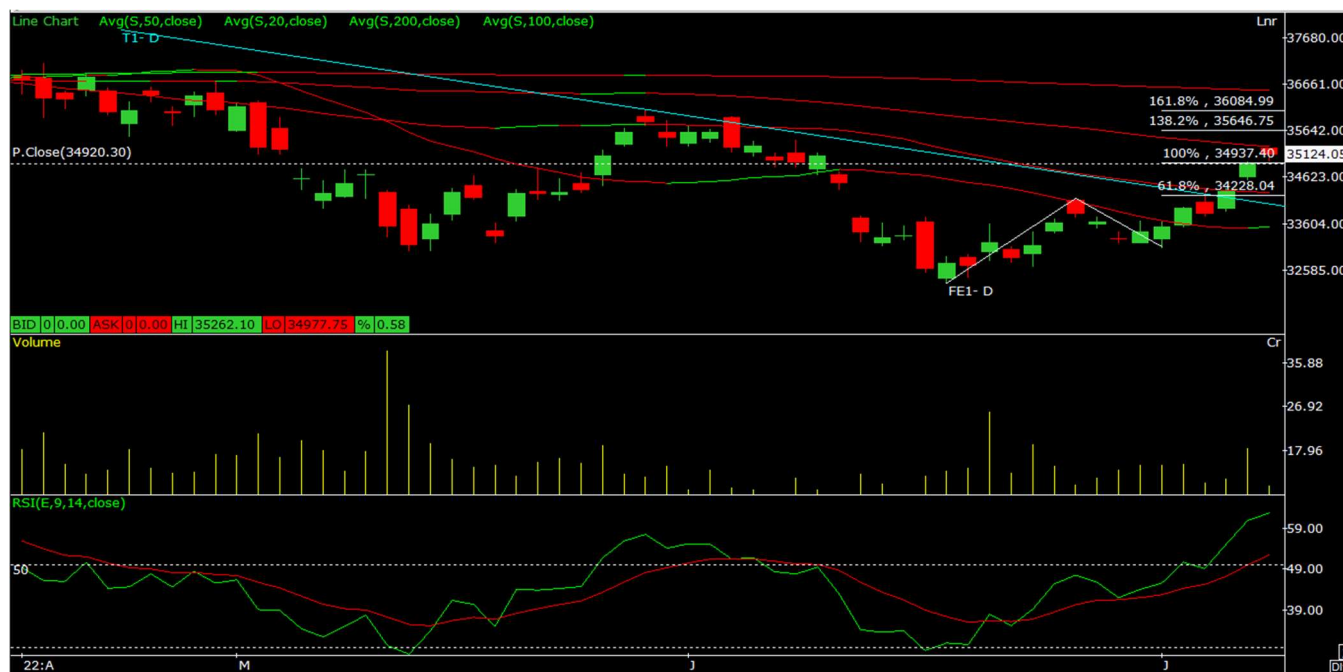 Line Chart Avg(S,50,close) Avg(S,20,close) Avg(S,200,close) Avg(S,100,close) Lnr
T1- D
37680.00
36661.00
161.8% , 36084.99
138.2% , 35646.75
35642.00
P.Close(34920.30)
100% , 34937.40
35124.05
34623.00
61.8% , 34228.04
33604.00
32585.00
FE1- D
BID 0 0.00 ASK 0 0.00 HI 35262.10 LO 34977.75 % 0.58
Volume Cr
35.88
26.92
17.96
RSI(E,9,14,close)
59.00
50 49.00
39.00
22:A M J J